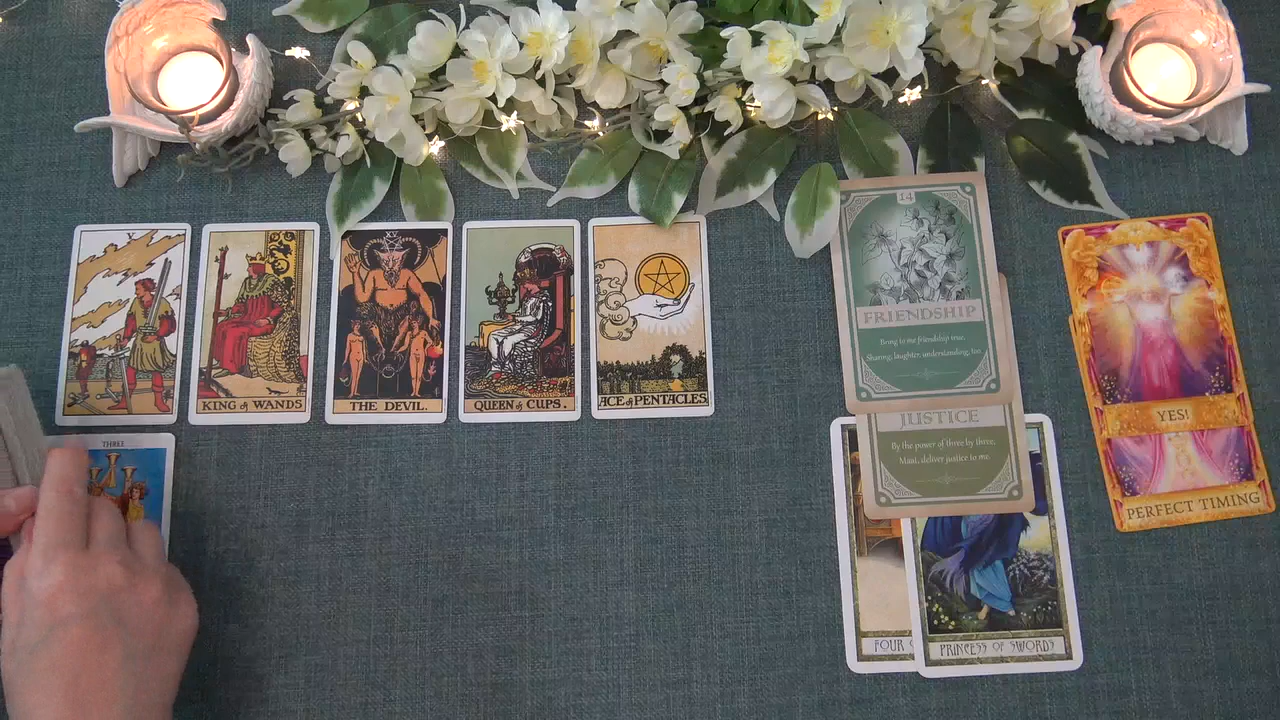 V
KING of WANDS
XV
THE DEVIL.
QUEEN of CUPS.
ACE of PENTACLES.
THREE
14
FRIENDSHIP
Bring to me friendship true,
Sharing, laughter, understanding, too.
JUSTICE
By the power of three by three,
Maat, deliver justice to me.
FOUR
PRINCESS OF SWORDS
YES!
PERFECT TIMING